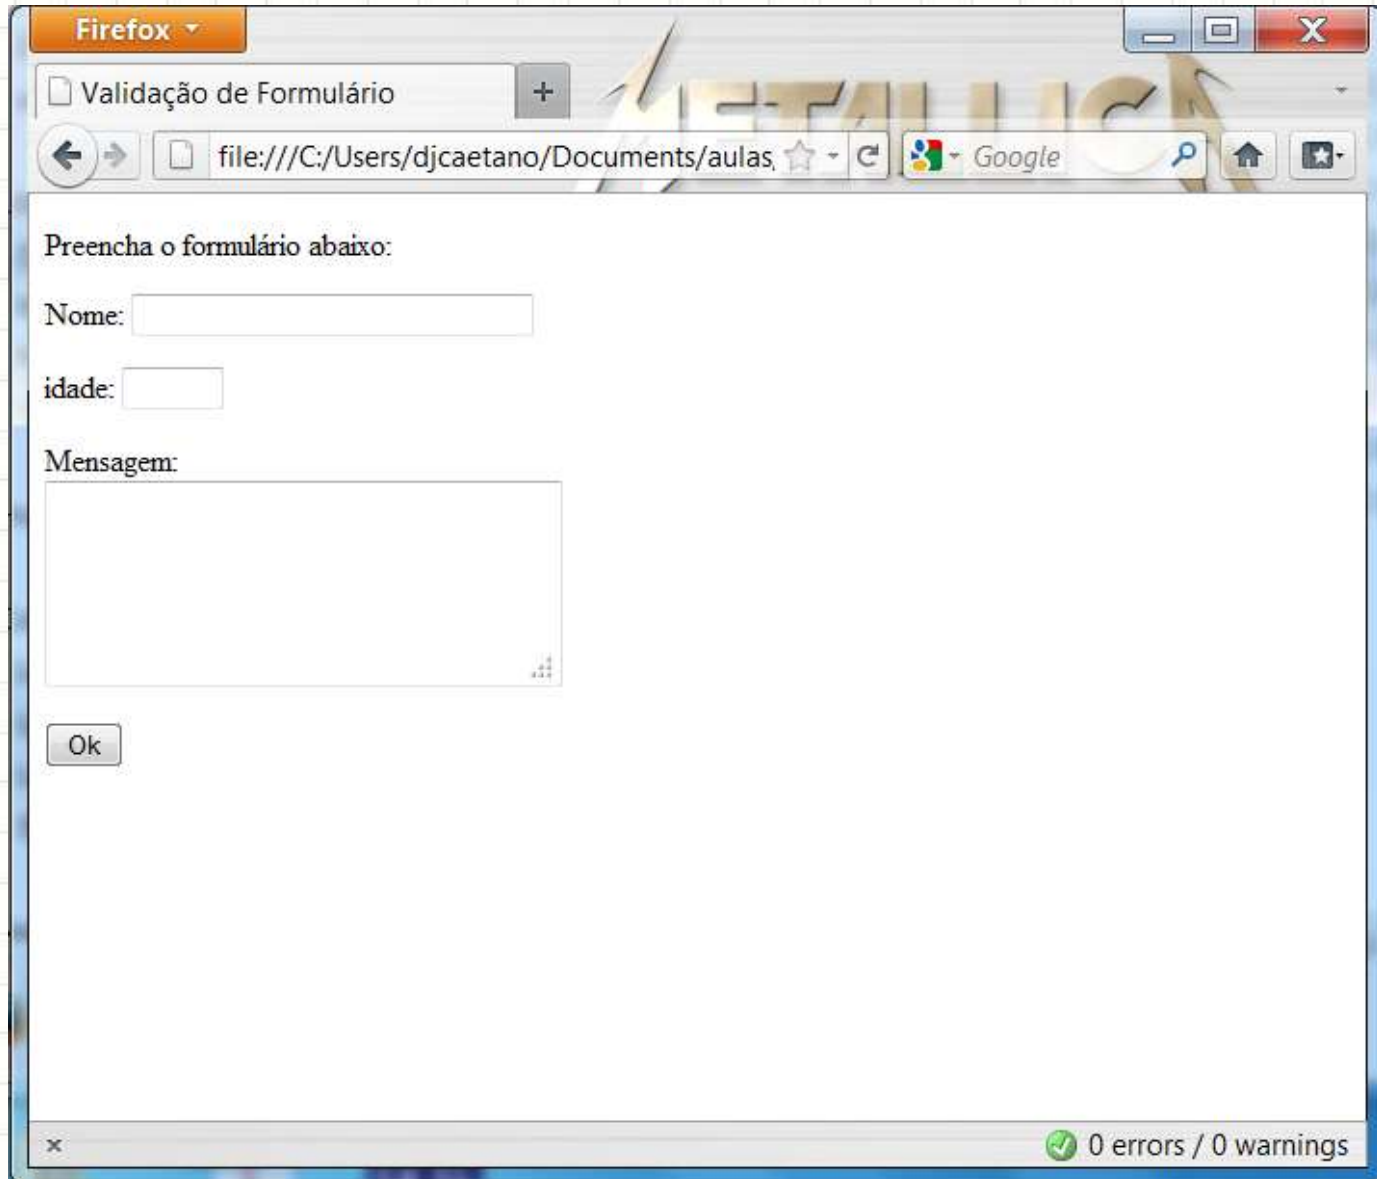 Firefox
Validação de Formulário
METALLICA
file:///C:/Users/djcaetano/Documents/aulas,
Google
Preencha o formulário abaixo:
Nome:
idade:
Mensagem:
Ok
0 errors / 0 warnings